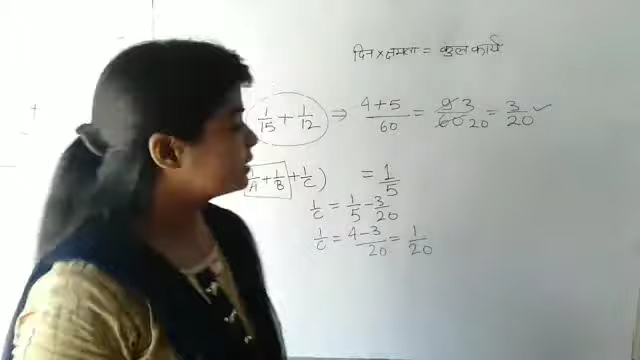 दिन × क्षमता = कुल कार्य
1/15 + 1/12 ⇒ 4+5/60 = 9 3/60 20 = 3/20 ✓
1/A + 1/B + 1/C) = 1/5
1/C = 1/5 - 3/20
1/C = 4-3/20 = 1/20